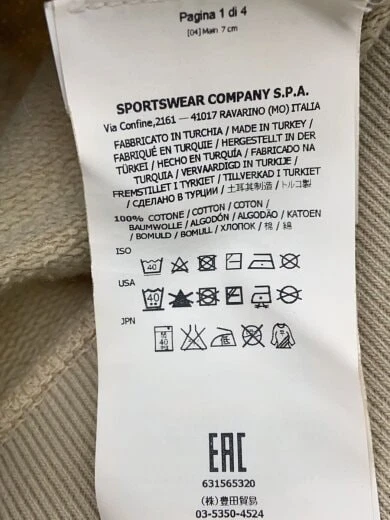 Pagina 1 di 4
[04] Main 7 cm
SPORTSWEAR COMPANY S.P.A.
Via Confine,2161 — 41017 RAVARINO (MO) ITALIA
FABBRICATO IN TURCHIA / MADE IN TURKEY /
FABRIQUÉ EN TURQUIE / HERGESTELLT IN DER
TÜRKEI / HECHO EN TURQUÍA / FABRICADO NA
TURQUIA / VERVAARDIGD IN TURKIJE /
FREMSTILLET I TYRKIET / TILLVERKAD I TURKIET
/ СДЕЛАНО В ТУРЦИИ / 土耳其制造 / トルコ製
100% COTONE / COTTON / COTON /
BAUMWOLLE / ALGODÓN / ALGODÃO / KATOEN
/ BOMULD / BOMULL / ХЛОПОК / 棉 / 綿
ISO
40
USA
40
JPN
40
低
EAC
631565320
(株)豊田貿易
03-5350-4524